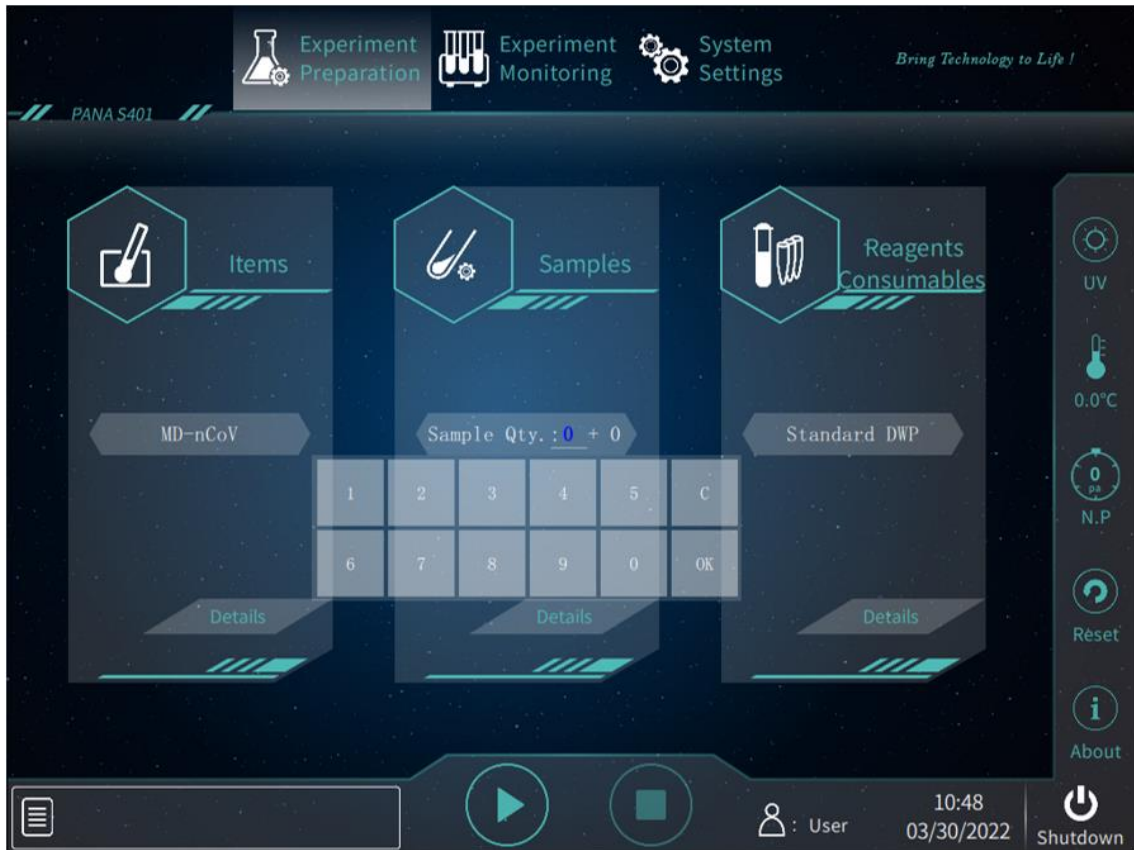 Experiment
Preparation
Experiment
Monitoring
System
Settings
Bring Technology to Life !
PANA S401
Items
Samples
Reagents
Consumables
UV
0.0°C
MD-nCoV
Sample Qty.:0 + 0
Standard DWP
0
pa
N.P
1 2 3 4 5 C
6 7 8 9 0 OK
Details
Details
Details
Reset
i
About
: User
10:48
03/30/2022
Shutdown